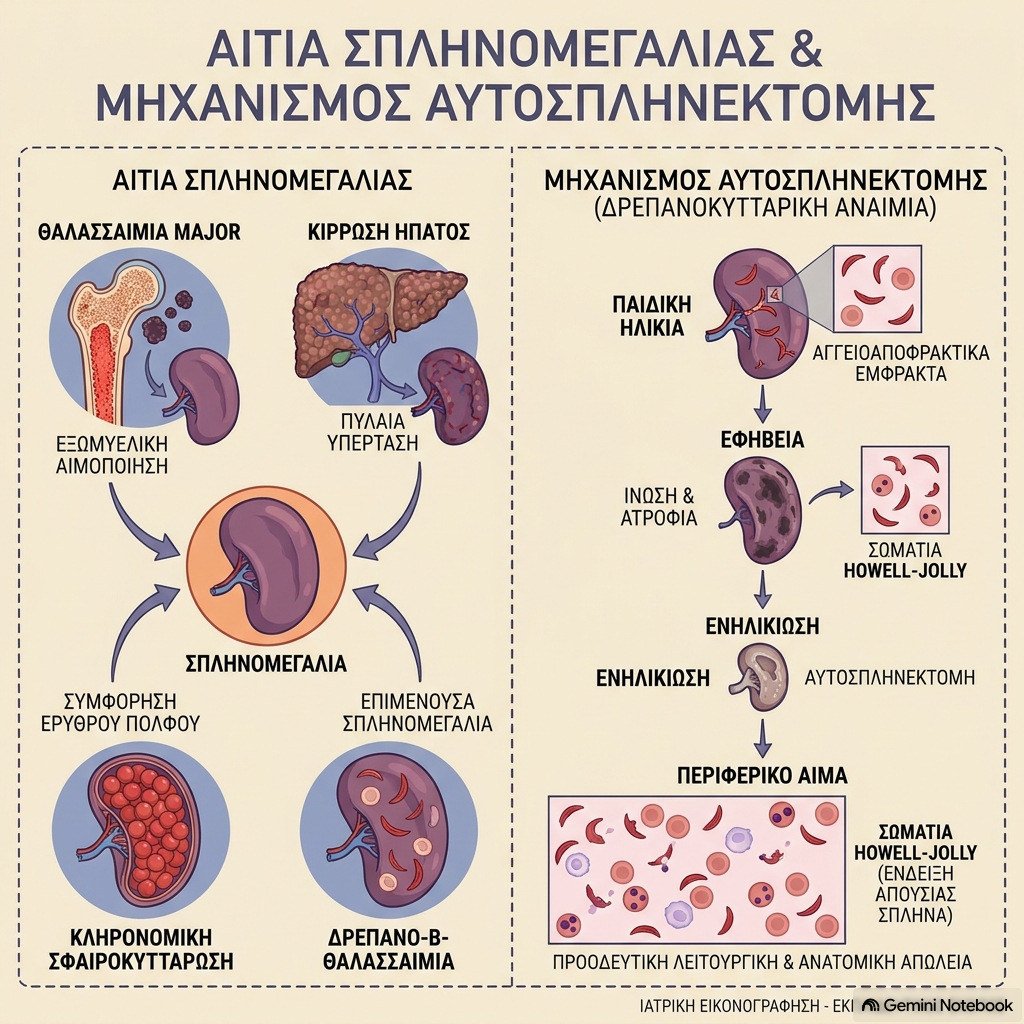 ΑΙΤΙΑ ΣΠΛΗΝΟΜΕΓΑΛΙΑΣ &
ΜΗΧΑΝΙΣΜΟΣ ΑΥΤΟΣΠΛΗΝΕΚΤΟΜΗΣ
ΑΙΤΙΑ ΣΠΛΗΝΟΜΕΓΑΛΙΑΣ
ΘΑΛΑΣΣΑΙΜΙΑ MAJOR
ΚΙΡΡΩΣΗ ΗΠΑΤΟΣ
ΕΞΩΜΥΕΛΙΚΗ
ΑΙΜΟΠΟΙΗΣΗ
ΠΥΛΑΙΑ
ΥΠΕΡΤΑΣΗ
ΣΠΛΗΝΟΜΕΓΑΛΙΑ
ΣΥΜΦΟΡΗΣΗ
ΕΡΥΘΡΟΥ ΠΟΛΦΟΥ
ΕΠΙΜΕΝΟΥΣΑ
ΣΠΛΗΝΟΜΕΓΑΛΙΑ
ΚΛΗΡΟΝΟΜΙΚΗ
ΣΦΑΙΡΟΚΥΤΤΑΡΩΣΗ
ΔΡΕΠΑΝΟ-Β-
ΘΑΛΑΣΣΑΙΜΙΑ
ΜΗΧΑΝΙΣΜΟΣ ΑΥΤΟΣΠΛΗΝΕΚΤΟΜΗΣ
(ΔΡΕΠΑΝΟΚΥΤΤΑΡΙΚΗ ΑΝΑΙΜΙΑ)
ΠΑΙΔΙΚΗ
ΗΛΙΚΙΑ
ΑΓΓΕΙΟΑΠΟΦΡΑΚΤΙΚΑ
ΕΜΦΡΑΚΤΑ
ΕΦΗΒΕΙΑ
ΙΝΩΣΗ &
ΑΤΡΟΦΙΑ
ΣΩΜΑΤΙΑ
HOWELL-JOLLY
ΕΝΗΛΙΚΙΩΣΗ
ΕΝΗΛΙΚΙΩΣΗ
ΑΥΤΟΣΠΛΗΝΕΚΤΟΜΗ
ΠΕΡΙΦΕΡΙΚΟ ΑΙΜΑ
ΣΩΜΑΤΙΑ
HOWELL-JOLLY
(ΕΝΔΕΙΞΗ
ΑΠΟΥΣΙΑΣ
ΣΠΛΗΝΑ)
ΠΡΟΟΔΕΥΤΙΚΗ ΛΕΙΤΟΥΡΓΙΚΗ & ΑΝΑΤΟΜΙΚΗ ΑΠΩΛΕΙΑ
ΙΑΤΡΙΚΗ ΕΙΚΟΝΟΓΡΑΦΗΣΗ -
Gemini Notebook